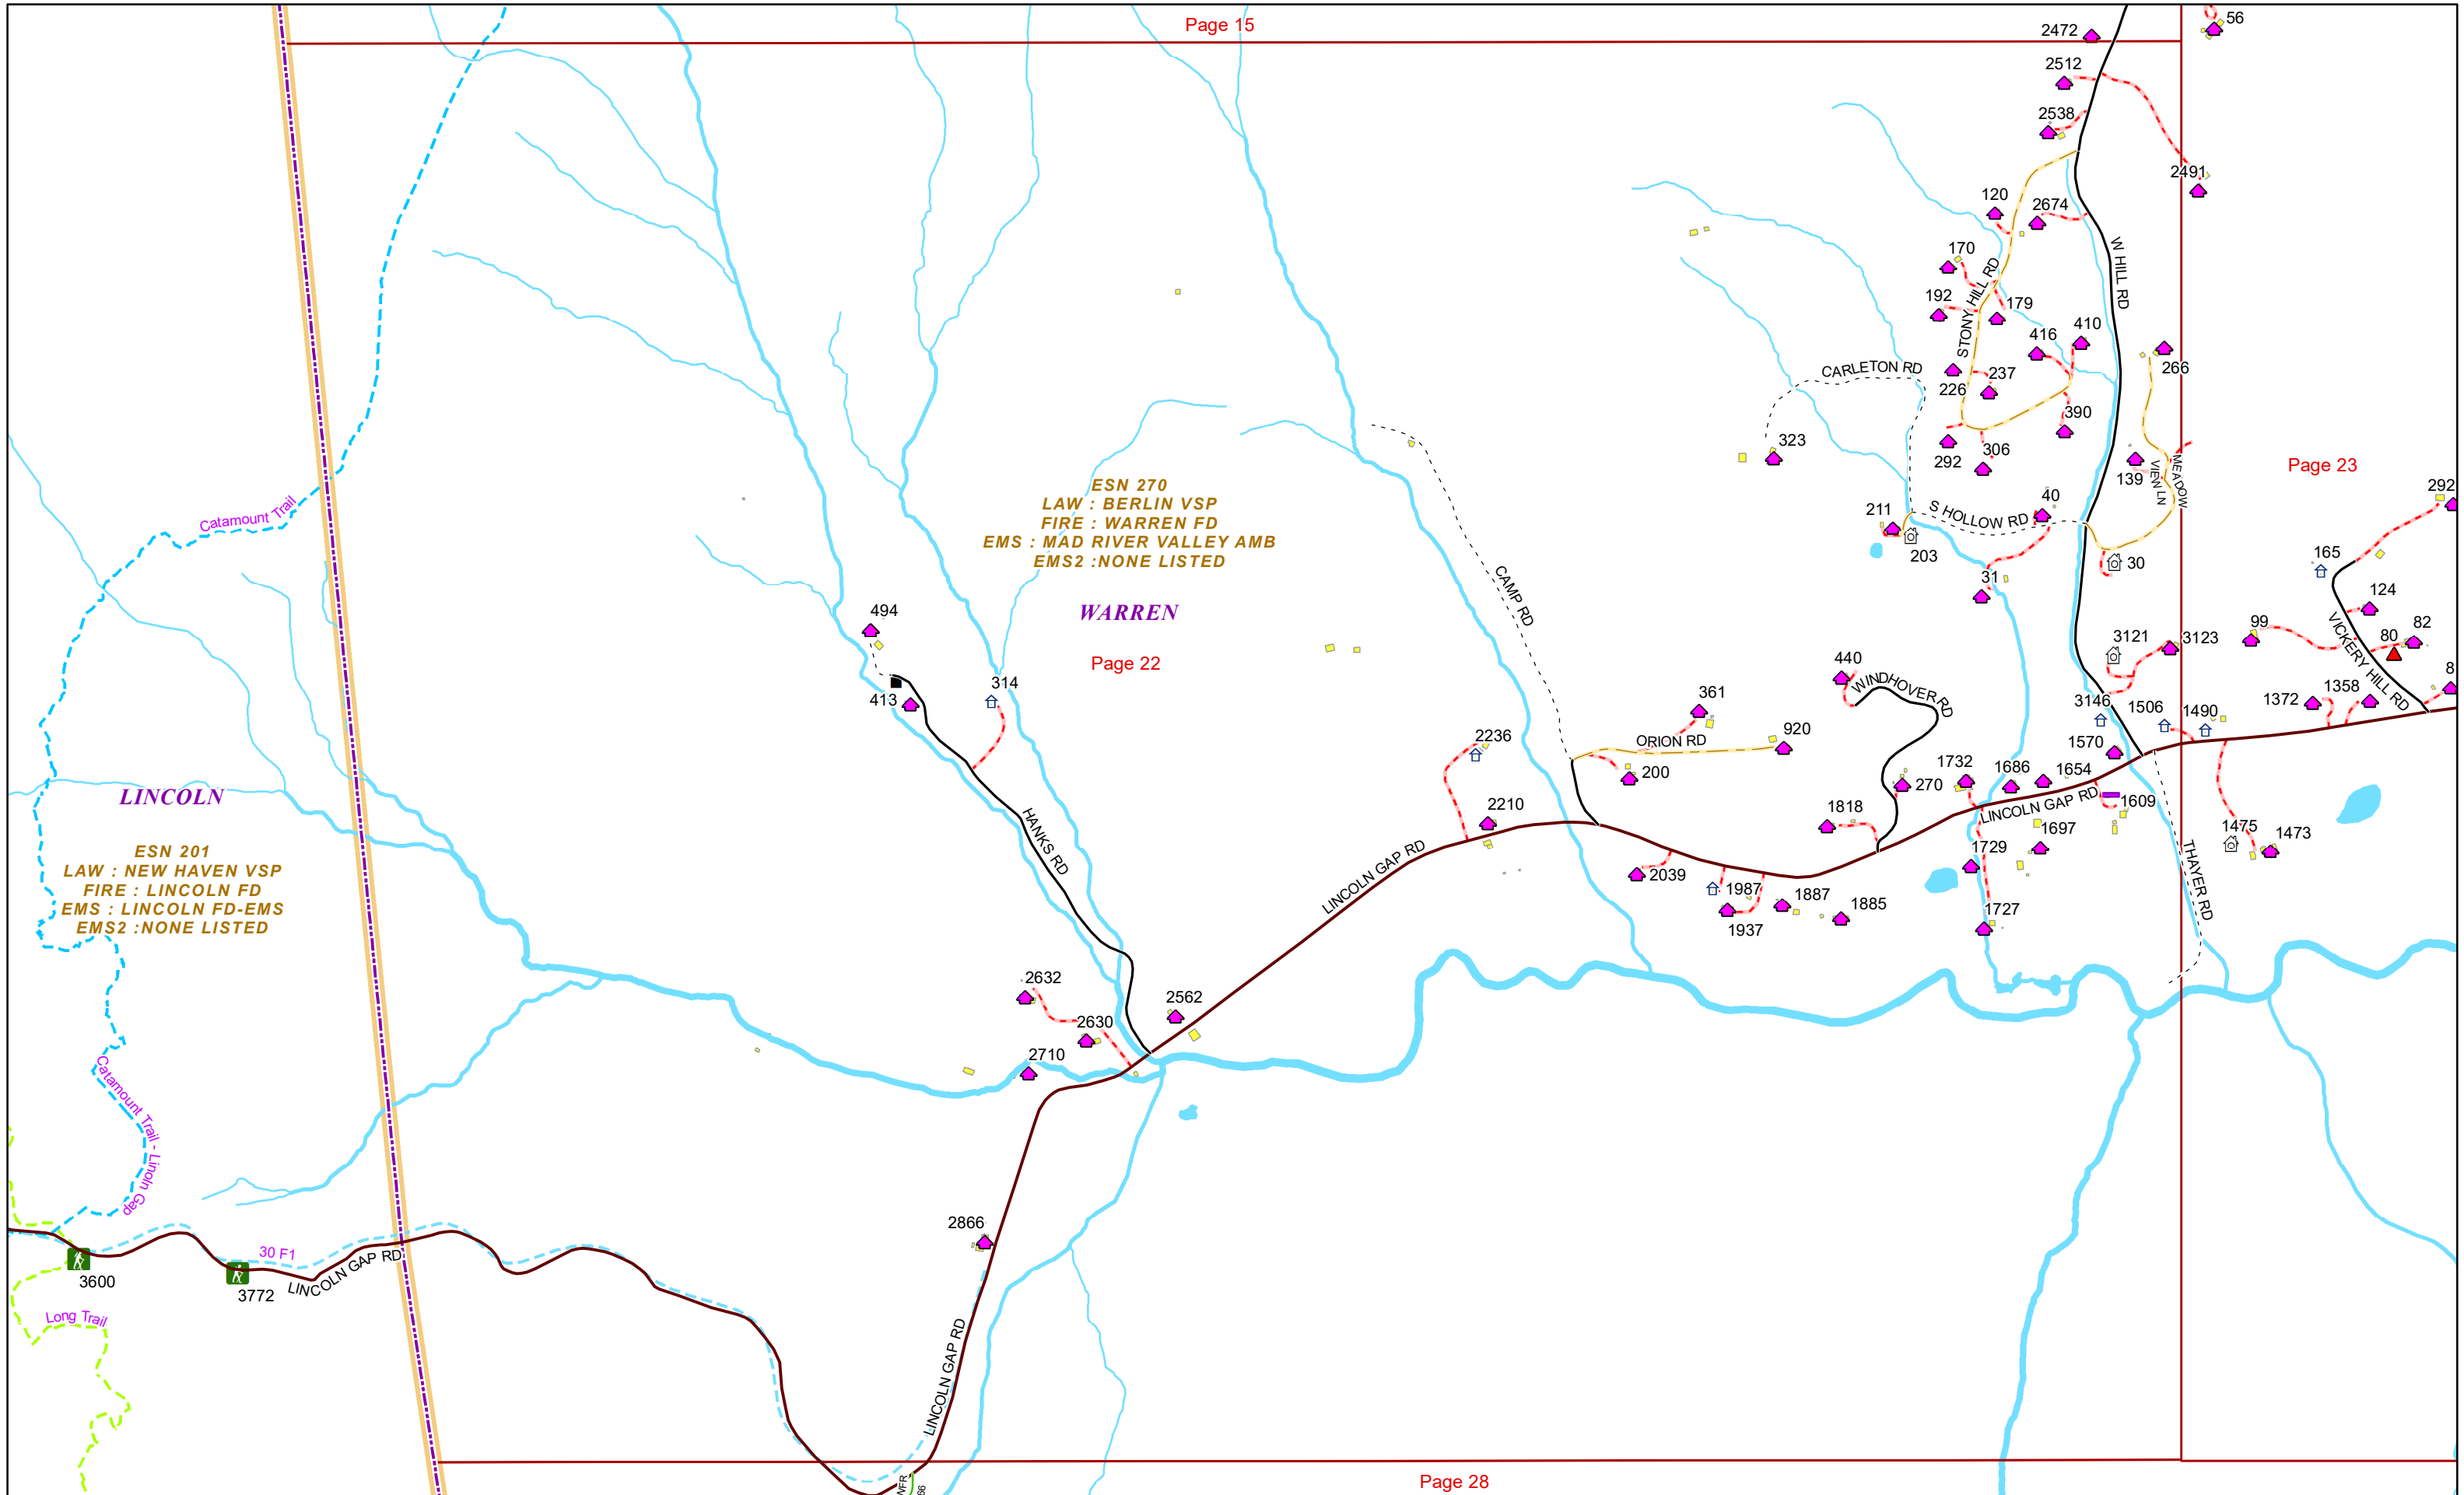 Page 15
56
2472
2512
2538
2491
120
2674
170
192
179
W HILL RD
STONY HILL RD
416
410
266
CARLETON RD
226
237
390
323
292
306
139
VIEW LN
MEADOW
Page 23
292
Catamount Trail
ESN 270
LAW : BERLIN VSP
FIRE : WARREN FD
EMS : MAD RIVER VALLEY AMB
EMS2 :NONE LISTED
211
S HOLLOW RD
40
203
30
165
31
124
CAMP RD
WARREN
494
99
VICKERY HILL RD
80
82
3121
3123
Page 22
440
WINDHOVER RD
8
413
314
361
3146
1506
1490
1372
1358
2236
ORION RD
920
200
1570
LINCOLN
270
1732
1686
1654
2210
1818
LINCOLN GAP RD
1609
HANKS RD
1697
1475
1473
ESN 201
LAW : NEW HAVEN VSP
FIRE : LINCOLN FD
EMS : LINCOLN FD-EMS
EMS2 :NONE LISTED
LINCOLN GAP RD
2039
1729
THAYER RD
1987
1887
1885
1937
1727
2632
2562
2630
2710
Catamount Trail - Lincoln Gap
2866
30 F1
LINCOLN GAP RD
3600
3772
Long Trail
LINCOLN GAP RD
Page 28
66